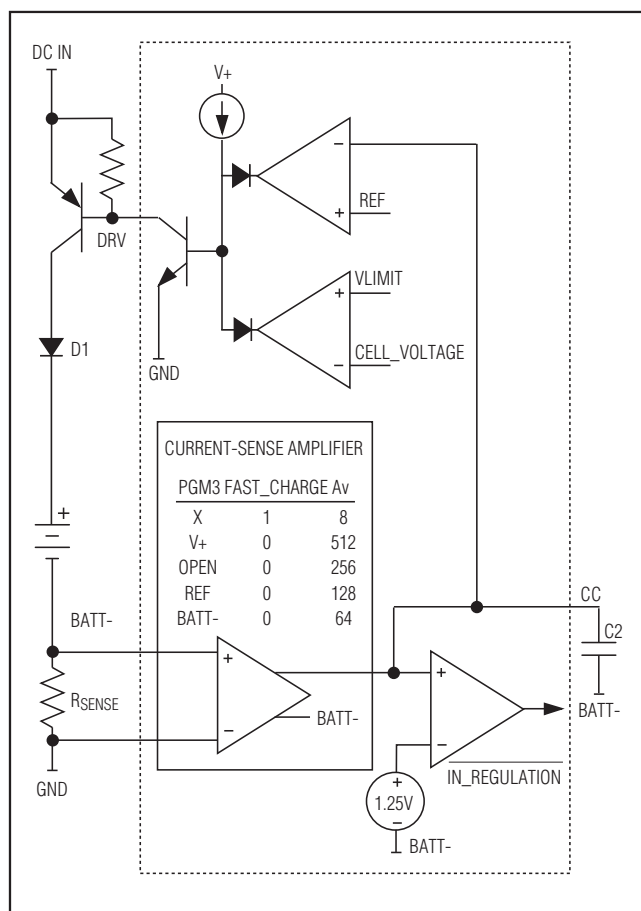 DC IN
V+
−
REF
+
DRV
VLIMIT
+
D1
CELL_VOLTAGE
−
GND
CURRENT-SENSE AMPLIFIER
PGM3 FAST_CHARGE Av
X 1 8
V+ 0 512
OPEN 0 256
REF 0 128
BATT- 0 64
+
−
BATT-
CC
C2
+
+
RSENSE
BATT-
BATT-
−
−
GND
IN_REGULATION
+
1.25V
−
BATT-